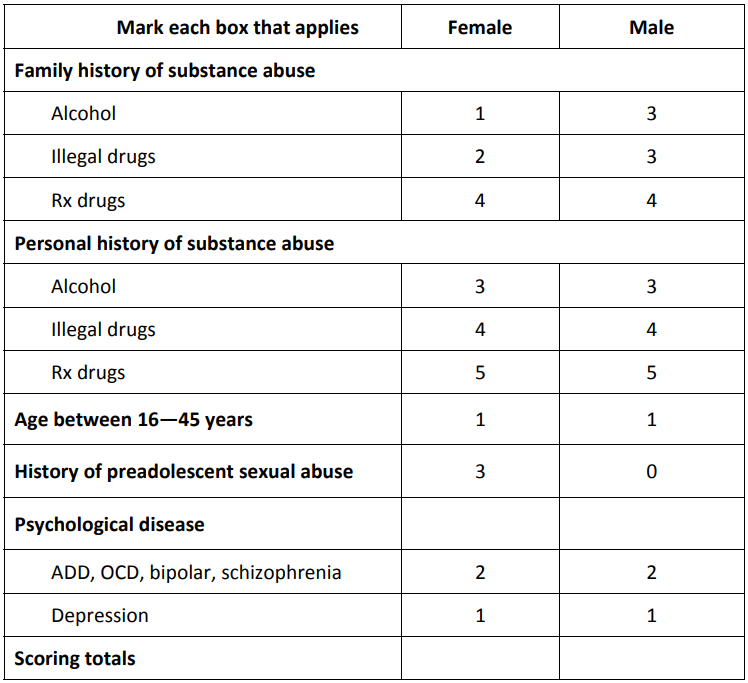 Mark each box that applies Female Male
Family history of substance abuse
Alcohol 1 3
Illegal drugs 2 3
Rx drugs 4 4
Personal history of substance abuse
Alcohol 3 3
Illegal drugs 4 4
Rx drugs 5 5
Age between 16—45 years 1 1
History of preadolescent sexual abuse 3 0
Psychological disease
ADD, OCD, bipolar, schizophrenia 2 2
Depression 1 1
Scoring totals